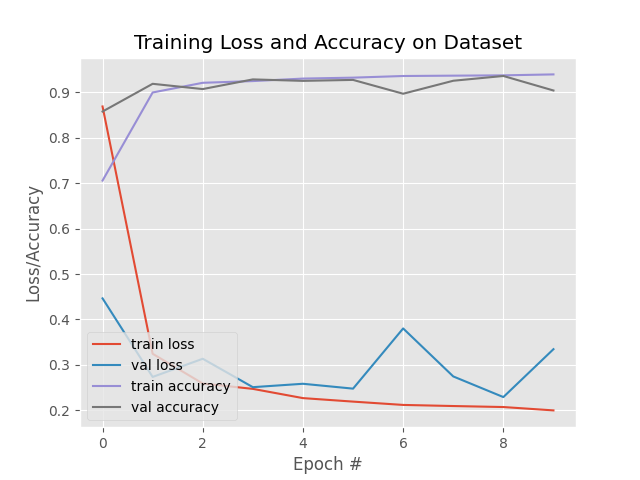 Training Loss and Accuracy on Dataset
Loss/Accuracy
0.9
0.8
0.7
0.6
0.5
0.4
0.3
0.2
train loss
val loss
train accuracy
val accuracy
0 2 4 6 8
Epoch #